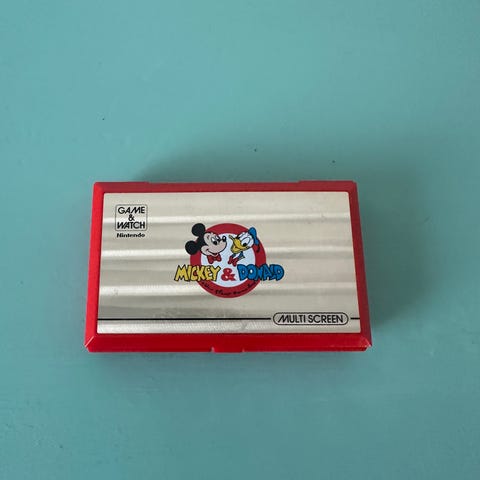 GAME
&
WATCH
Nintendo
MICKEY & DONALD
MULTI SCREEN